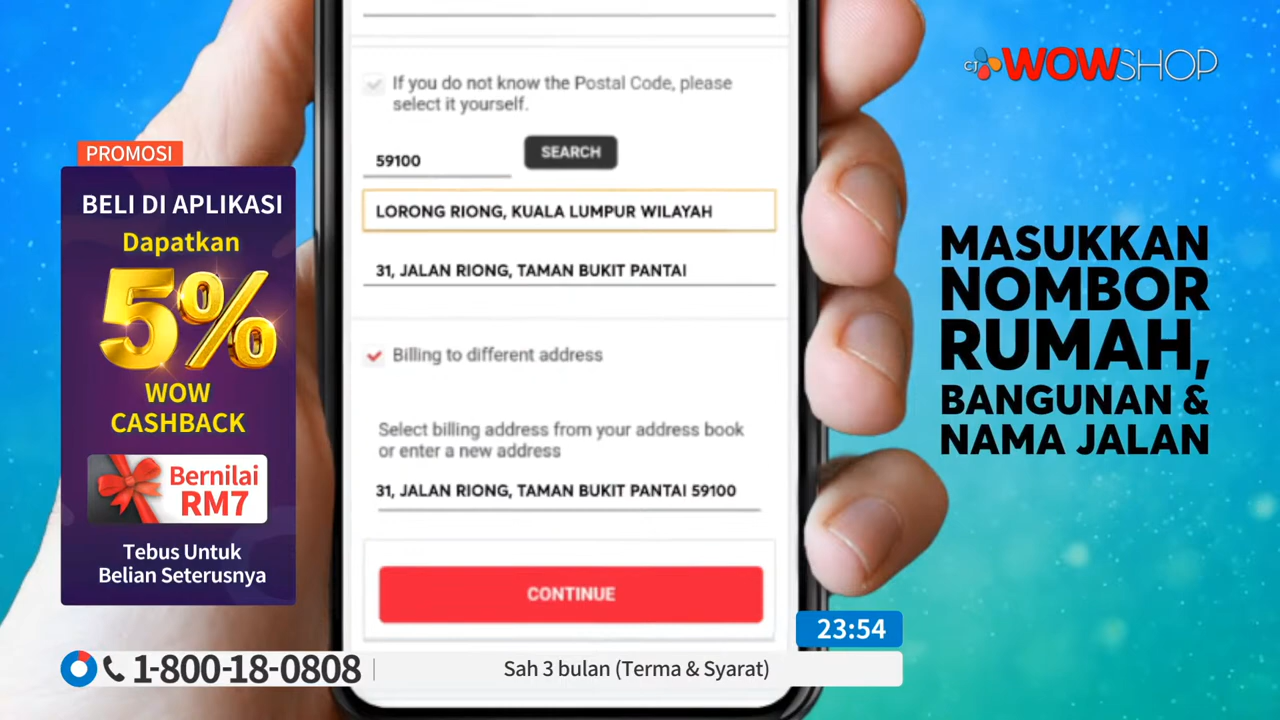 CJ WOWSHOP
PROMOSI
BELI DI APLIKASI
Dapatkan
5%
WOW
CASHBACK
Bernilai
RM7
Tebus Untuk
Belian Seterusnya
If you do not know the Postal Code, please
select it yourself.
59100
SEARCH
LORONG RIONG, KUALA LUMPUR WILAYAH
31, JALAN RIONG, TAMAN BUKIT PANTAI
Billing to different address
Select billing address from your address book
or enter a new address
31, JALAN RIONG, TAMAN BUKIT PANTAI 59100
CONTINUE
MASUKKAN
NOMBOR
RUMAH,
BANGUNAN &
NAMA JALAN
23:54
1-800-18-0808
Sah 3 bulan (Terma & Syarat)